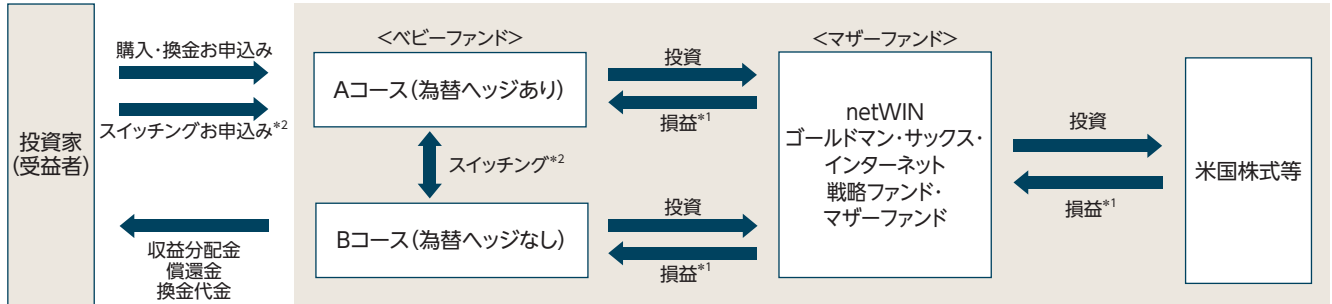 投資家
(受益者)
購入・換金お申込み
スイッチングお申込み*2
収益分配金
償還金
換金代金
<ベビーファンド>
Aコース(為替ヘッジあり)
スイッチング*2
Bコース(為替ヘッジなし)
投資
損益*1
投資
損益*1
<マザーファンド>
netWIN
ゴールドマン・サックス・
インターネット
戦略ファンド・
マザーファンド
投資
損益*1
米国株式等